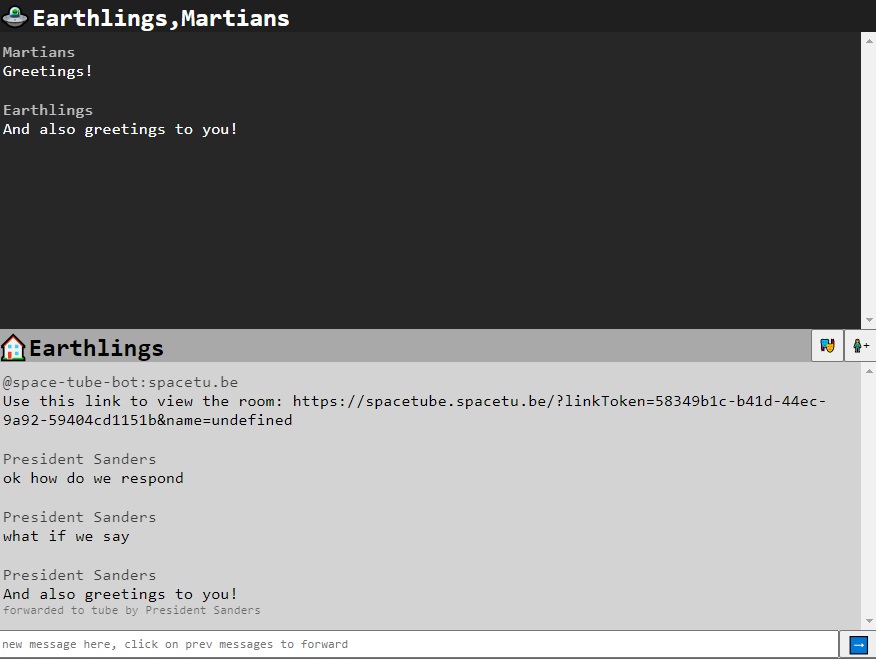 Earthlings,Martians
Martians
Greetings!
Earthlings
And also greetings to you!
Earthlings
@space-tube-bot:spacetu.be
Use this link to view the room: https://spacetube.spacetu.be/?linkToken=58349b1c-b41d-44ec-
9a92-59404cd1151b&name=undefined
President Sanders
ok how do we respond
President Sanders
what if we say
President Sanders
And also greetings to you!
forwarded to tube by President Sanders
new message here, click on prev messages to forward